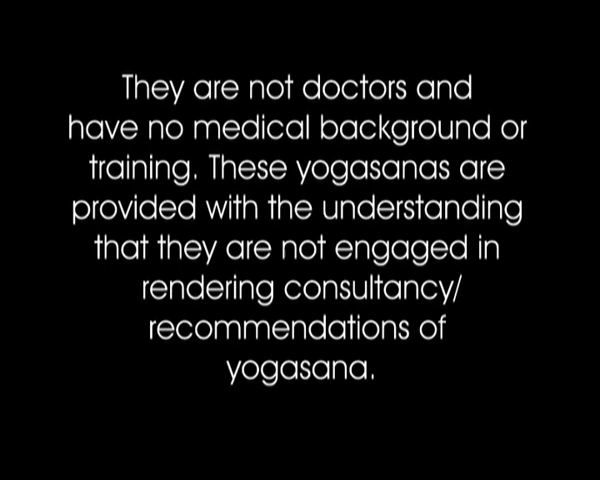 They are not doctors and
have no medical background or
training. These yogasanas are
provided with the understanding
that they are not engaged in
rendering consultancy/
recommendations of
yogasana.